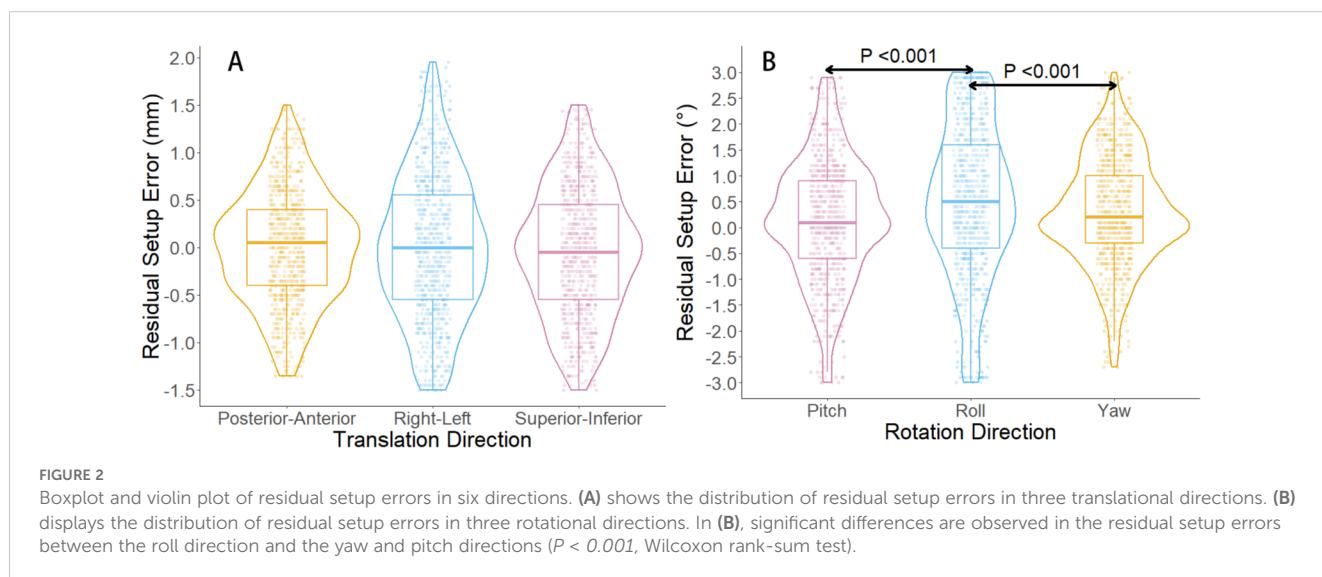 A
Residual Setup Error (mm)
2.0
1.5
1.0
0.5
0.0
-0.5
-1.0
-1.5
Posterior-Anterior Right-Left Superior-Inferior
Translation Direction
B
P <0.001
P <0.001
Residual Setup Error (°)
3.0
2.5
2.0
1.5
1.0
0.5
0.0
-0.5
-1.0
-1.5
-2.0
-2.5
-3.0
Pitch Roll Yaw
Rotation Direction
FIGURE 2
Boxplot and violin plot of residual setup errors in six directions. (A) shows the distribution of residual setup errors in three translational directions. (B)
displays the distribution of residual setup errors in three rotational directions. In (B), significant differences are observed in the residual setup errors
between the roll direction and the yaw and pitch directions (P < 0.001, Wilcoxon rank-sum test).